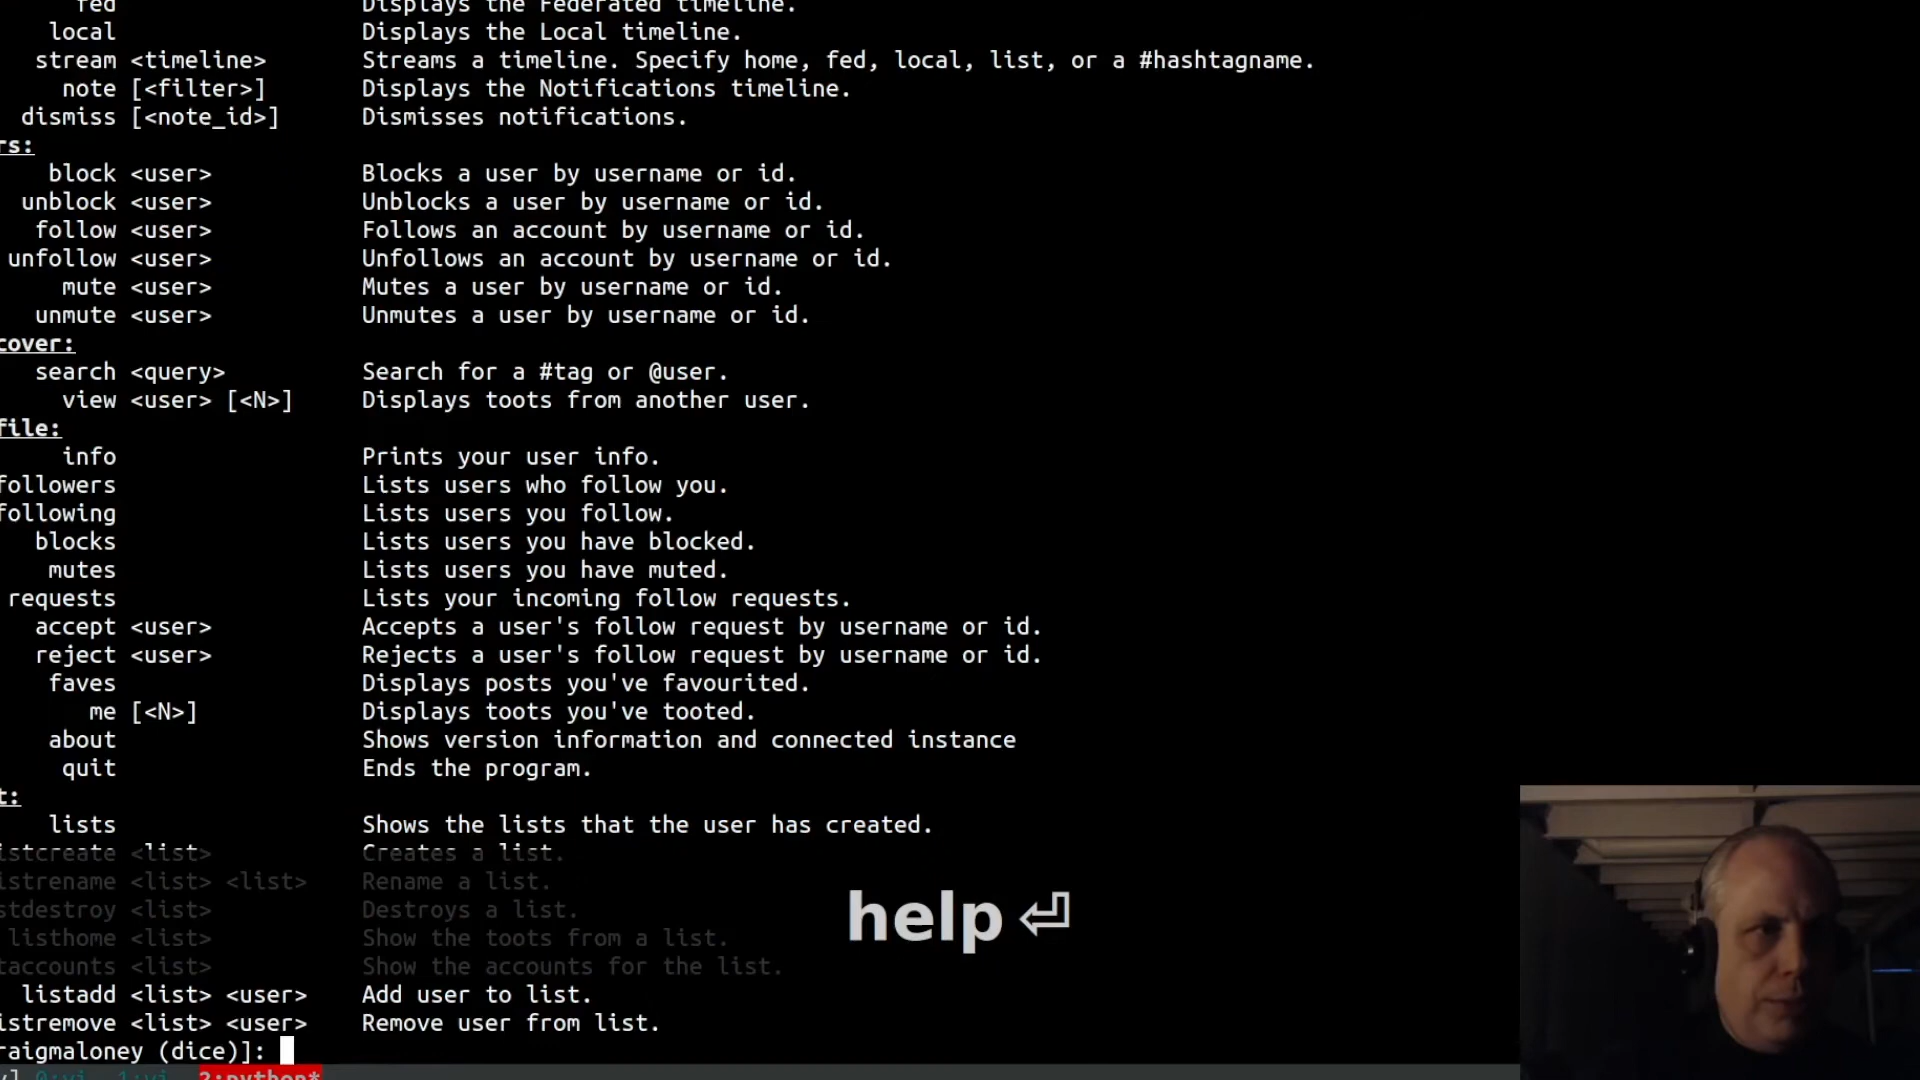 fed Displays the Federated timeline.
local Displays the Local timeline.
stream <timeline> Streams a timeline. Specify home, fed, local, list, or a #hashtagname.
note [<filter>] Displays the Notifications timeline.
dismiss [<note_id>] Dismisses notifications.
rs:
block <user> Blocks a user by username or id.
unblock <user> Unblocks a user by username or id.
follow <user> Follows an account by username or id.
unfollow <user> Unfollows an account by username or id.
mute <user> Mutes a user by username or id.
unmute <user> Unmutes a user by username or id.
cover:
search <query> Search for a #tag or @user.
view <user> [<N>] Displays toots from another user.
file:
info Prints your user info.
followers Lists users who follow you.
following Lists users you follow.
blocks Lists users you have blocked.
mutes Lists users you have muted.
requests Lists your incoming follow requests.
accept <user> Accepts a user's follow request by username or id.
reject <user> Rejects a user's follow request by username or id.
faves Displays posts you've favourited.
me [<N>] Displays toots you've tooted.
about Shows version information and connected instance
quit Ends the program.
t:
lists Shows the lists that the user has created.
istcreate <list> Creates a list.
istrename <list> <list> Rename a list.
stdestroy <list> Destroys a list.
listhome <list> Show the toots from a list.
taccounts <list> Show the accounts for the list.
listadd <list> <user> Add user to list.
istremove <list> <user> Remove user from list.
raigmaloney (dice)]:
help ⏎
y] 0:vi 1:vi 2:python*